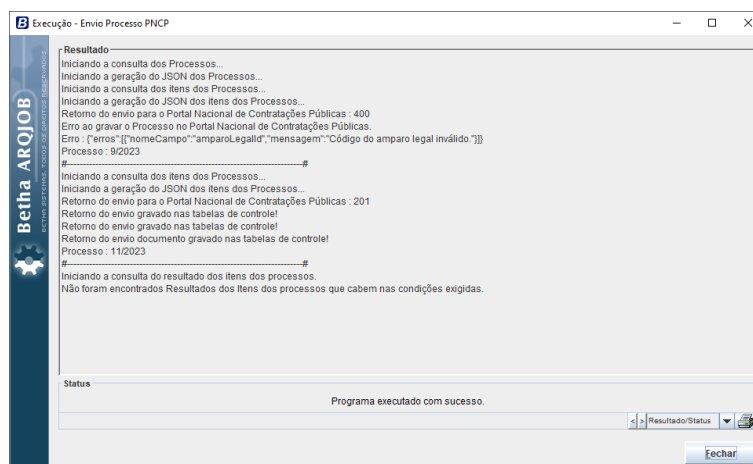 Execução - Envio Processo PNCP
Betha ARQJOB
BETHA SISTEMAS. TODOS OS DIREITOS RESERVADOS.
Resultado
Iniciando a consulta dos Processos...
Iniciando a geração do JSON dos Processos...
Iniciando a consulta dos itens dos Processos...
Iniciando a geração do JSON dos itens dos Processos...
Retorno do envio para o Portal Nacional de Contratações Públicas : 400
Erro ao gravar o Processo no Portal Nacional de Contratações Públicas.
Erro : {"erros":[{"nomeCampo":"amparoLegalId","mensagem":"Código do amparo legal inválido."}]}
Processo : 9/2023
#----------------------------------------------------------------------------#
Iniciando a consulta dos itens dos Processos...
Iniciando a geração do JSON dos itens dos Processos...
Retorno do envio para o Portal Nacional de Contratações Públicas : 201
Retorno do envio gravado nas tabelas de controle!
Retorno do envio gravado nas tabelas de controle!
Retorno do envio documento gravado nas tabelas de controle!
Processo : 11/2023
#----------------------------------------------------------------------------#
Iniciando a consulta do resultado dos itens dos processos.
Não foram encontrados Resultados dos Itens dos processos que cabem nas condições exigidas.
Status
Programa executado com sucesso.
< > Resultado/Status
Fechar